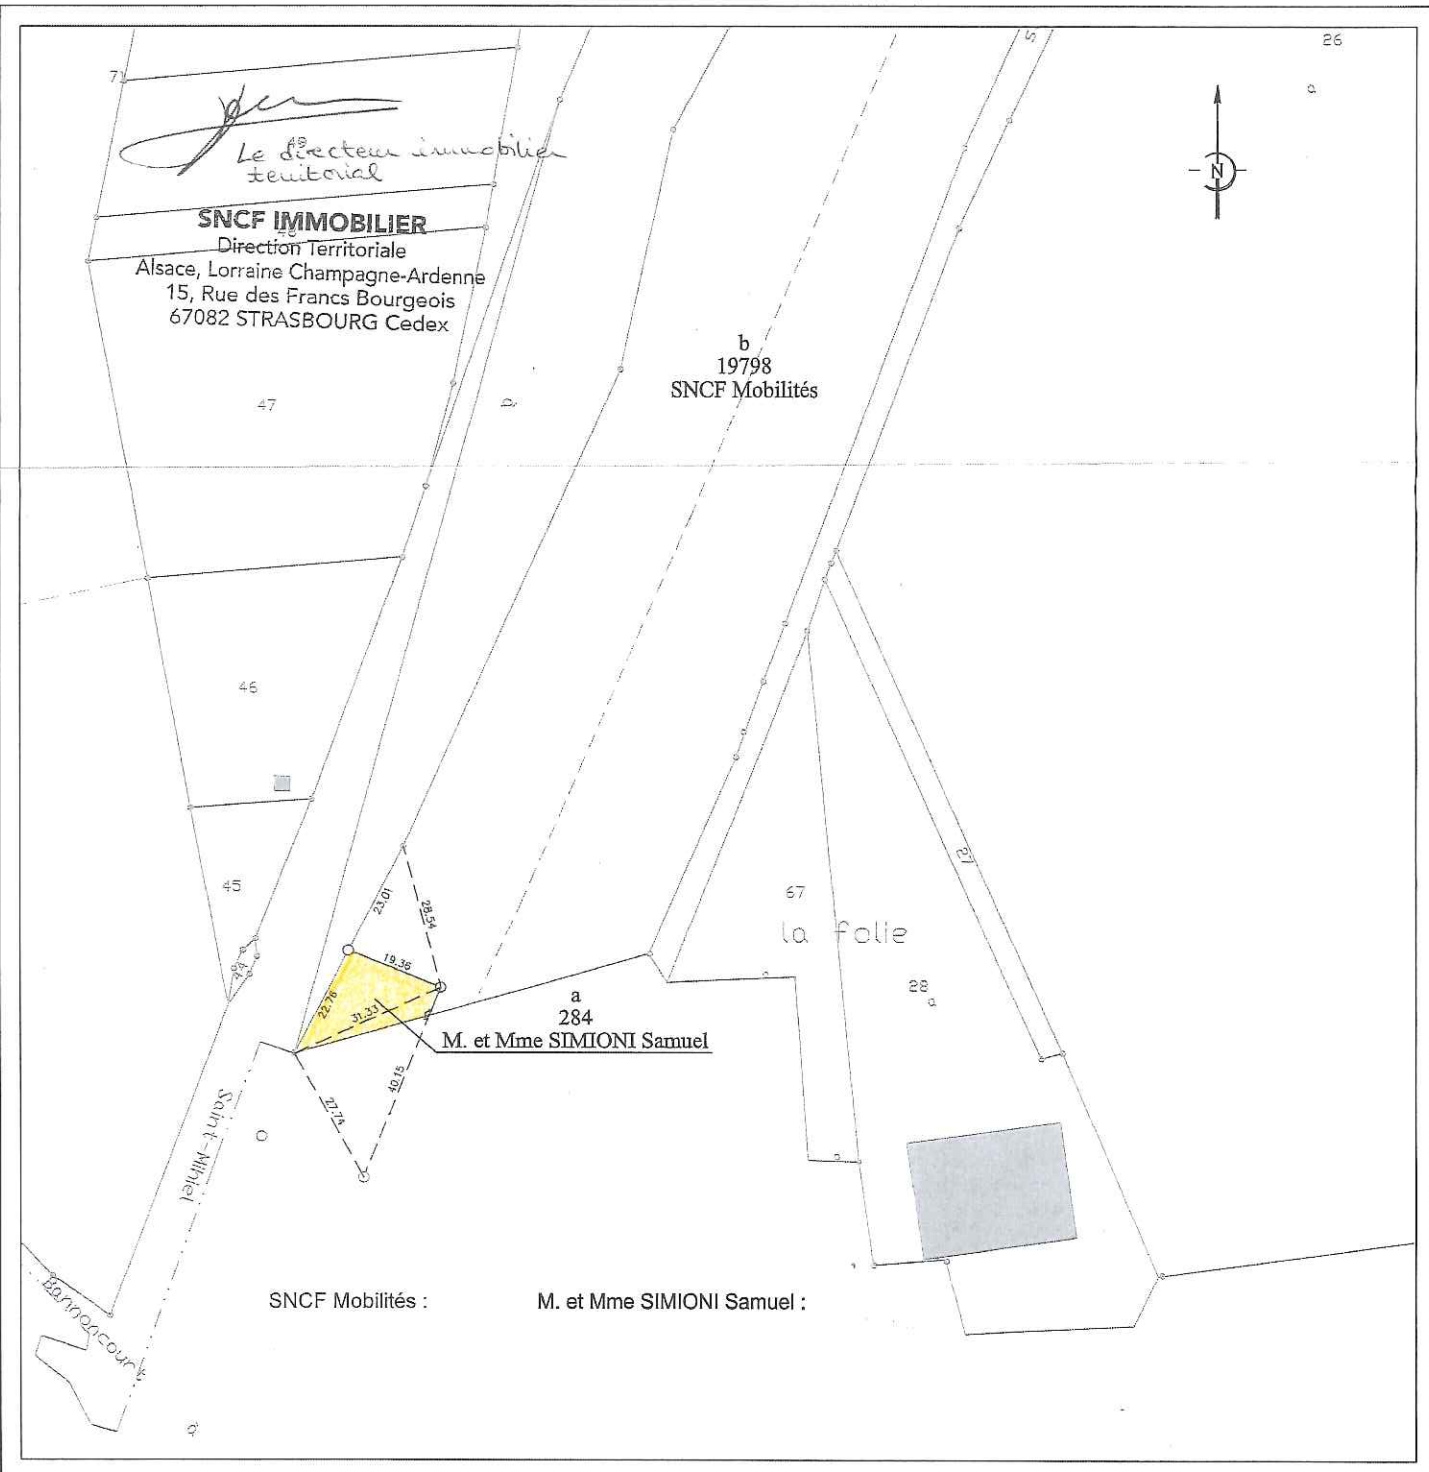 26
71
a
49
Le directeur immobilier
territorial
N
SNCF IMMOBILIER
48
Direction Territoriale
Alsace, Lorraine Champagne-Ardenne
15, Rue des Francs Bourgeois
67082 STRASBOURG Cedex
b
19798
SNCF Mobilités
47
46
27
45
67
23.01
28.54
la folie
19.36
44
28
a
22.76
31.33
a
284
M. et Mme SIMIONI Samuel
40.15
27.74
Saint-Mihiel
SNCF Mobilités :
M. et Mme SIMIONI Samuel :
Bannoncourt